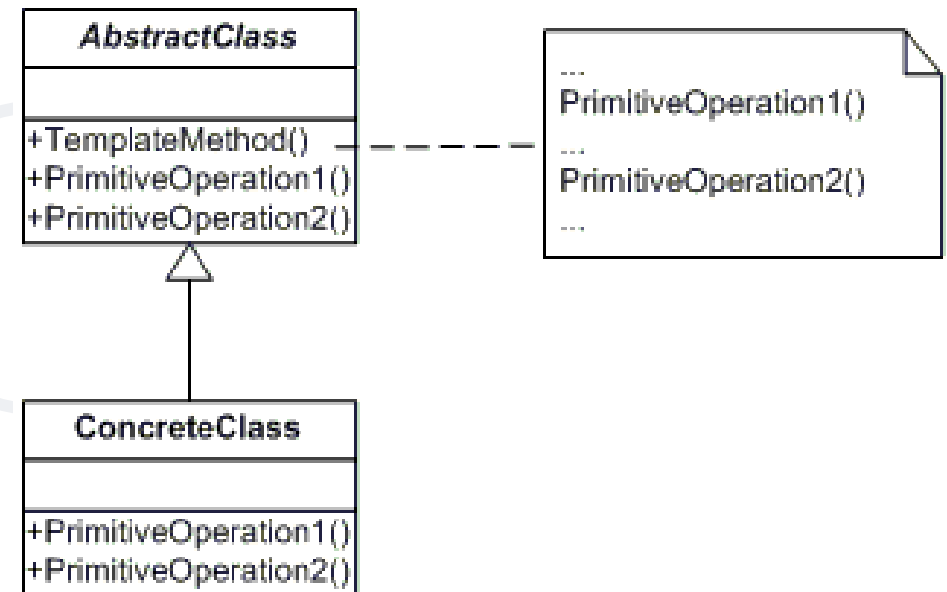 AbstractClass
+TemplateMethod()
+PrimitiveOperation1()
+PrimitiveOperation2()
...
PrimitiveOperation1()
...
PrimitiveOperation2()
...
ConcreteClass
+PrimitiveOperation1()
+PrimitiveOperation2()